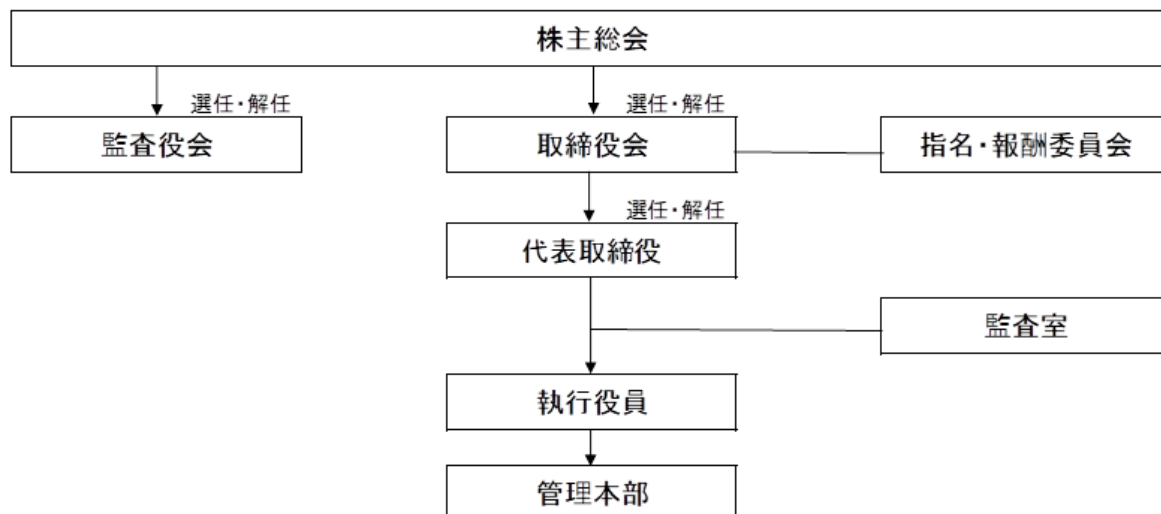 株主総会
選任・解任
選任・解任
監査役会
取締役会
指名・報酬委員会
選任・解任
代表取締役
監査室
執行役員
管理本部